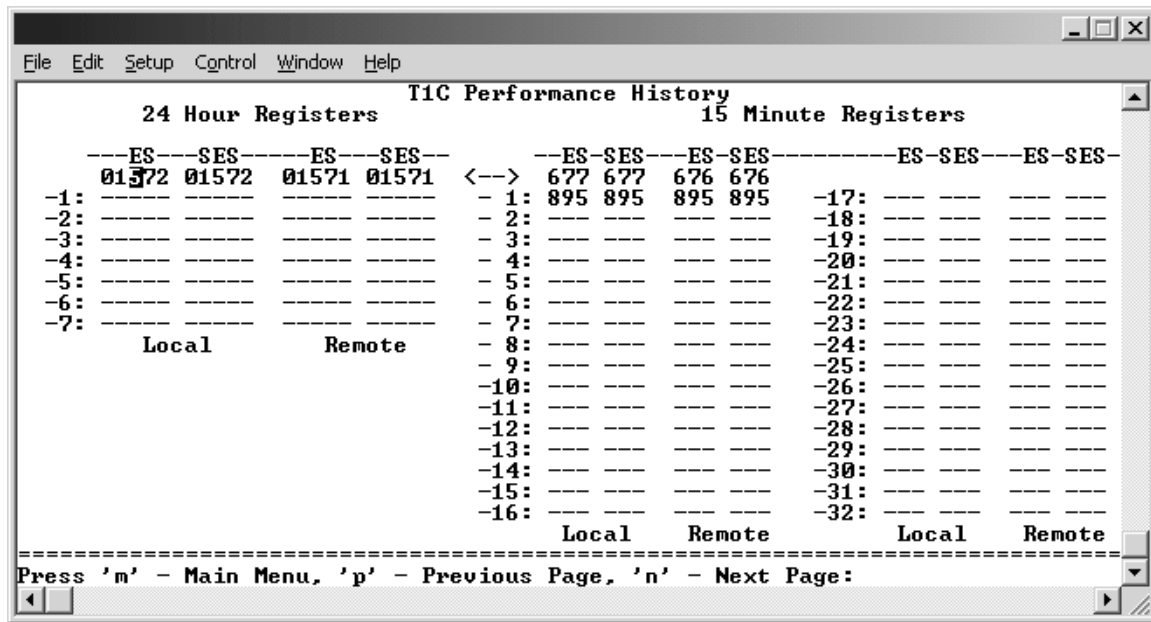 File Edit Setup Control Window Help
T1C Performance History
24 Hour Registers 15 Minute Registers
---ES---SES------ES---SES-- --ES-SES---ES-SES----------ES-SES---ES-SES-
01572 01572 01571 01571 <--> 677 677 676 676
-1: ----- ----- ----- ----- - 1: 895 895 895 895 -17: --- --- --- ---
-2: ----- ----- ----- ----- - 2: --- --- --- --- -18: --- --- --- ---
-3: ----- ----- ----- ----- - 3: --- --- --- --- -19: --- --- --- ---
-4: ----- ----- ----- ----- - 4: --- --- --- --- -20: --- --- --- ---
-5: ----- ----- ----- ----- - 5: --- --- --- --- -21: --- --- --- ---
-6: ----- ----- ----- ----- - 6: --- --- --- --- -22: --- --- --- ---
-7: ----- ----- ----- ----- - 7: --- --- --- --- -23: --- --- --- ---
Local Remote - 8: --- --- --- --- -24: --- --- --- ---
- 9: --- --- --- --- -25: --- --- --- ---
-10: --- --- --- --- -26: --- --- --- ---
-11: --- --- --- --- -27: --- --- --- ---
-12: --- --- --- --- -28: --- --- --- ---
-13: --- --- --- --- -29: --- --- --- ---
-14: --- --- --- --- -30: --- --- --- ---
-15: --- --- --- --- -31: --- --- --- ---
-16: --- --- --- --- -32: --- --- --- ---
Local Remote Local Remote
===============================================================================
Press 'm' - Main Menu, 'p' - Previous Page, 'n' - Next Page: